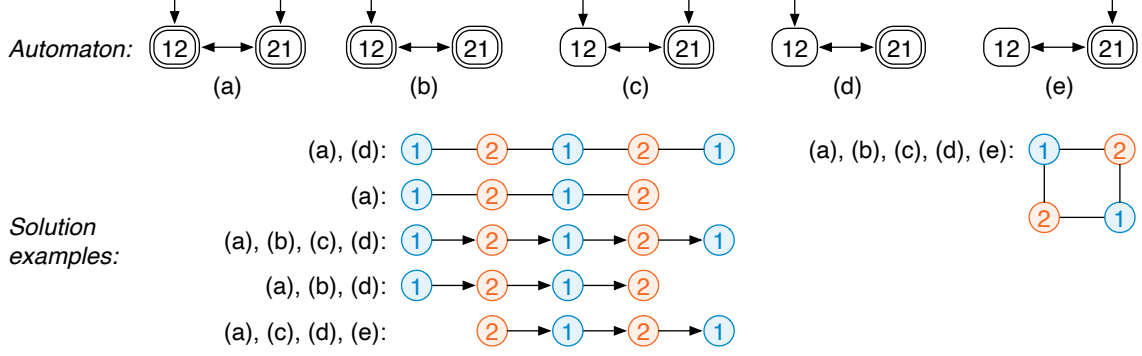 Automaton: 12 21 12 21 12 21 12 21 12 21
(a) (b) (c) (d) (e)
(a), (d): 1 2 1 2 1
(a), (b), (c), (d), (e): 1 2
(a): 1 2 1 2
2 1
Solution
examples:
(a), (b), (c), (d): 1 2 1 2 1
(a), (b), (d): 1 2 1 2
(a), (c), (d), (e): 2 1 2 1